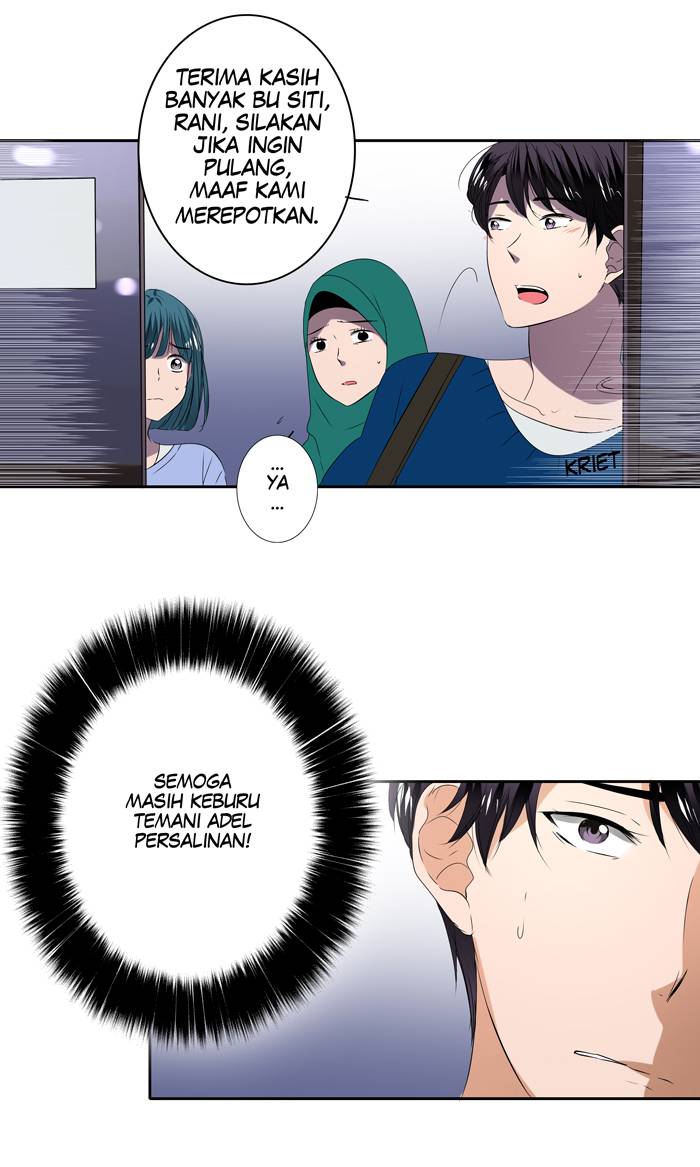 TERIMA KASIH
BANYAK BU SITI,
RANI, SILAKAN
JIKA INGIN
PULANG,
MAAF KAMI
MEREPOTKAN.
KRIET
...
YA
...
SEMOGA
MASIH KEBURU
TEMANI ADEL
PERSALINAN!